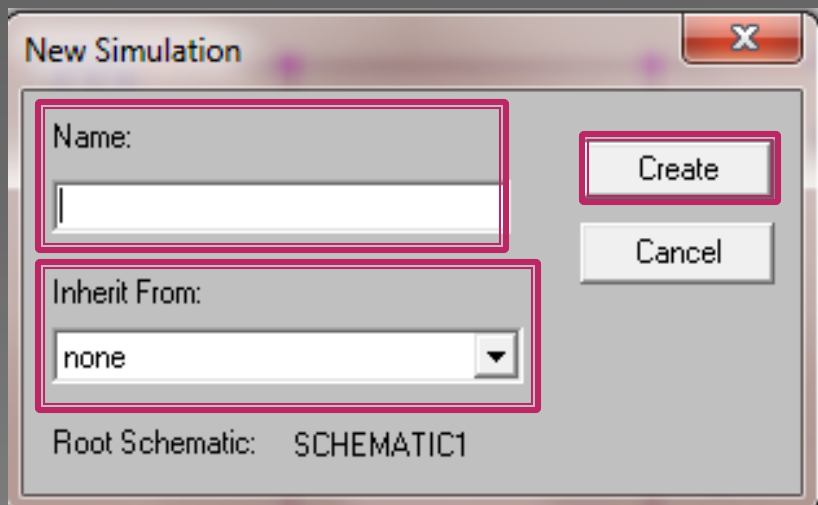 New Simulation
Name:
Create
Cancel
Inherit From:
none
Root Schematic: SCHEMATIC1